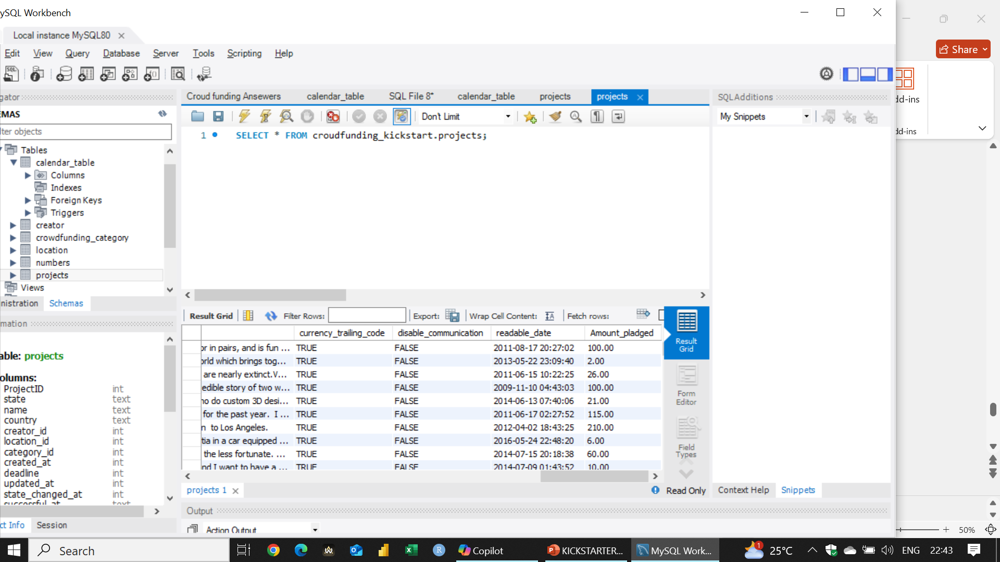 ySQL Workbench
Local instance MySQL80
Edit View Query Database Server Tools Scripting Help
Share
gator
Croud funding Ansewers calendar_table SQL File 8* calendar_table projects projects
SQLAdditions
dd-ins
EMAS
Don't Limit
My Snippets
lter objects
dd-ins
1 SELECT * FROM croudfunding_kickstart.projects;
Tables
calendar_table
Columns
Indexes
Foreign Keys
Triggers
creator
crowdfunding_category
location
numbers
projects
Views
nistration Schemas
Result Grid Filter Rows: Export: Wrap Cell Content: Fetch rows:
mation
currency_trailing_code disable_communication readable_date Amount_pladged
or in pairs, and is fun ... TRUE FALSE 2011-08-17 20:27:02 100.00
orld which brings tog... TRUE FALSE 2013-05-22 23:09:40 2.00
are nearly extinct.V... TRUE FALSE 2011-06-15 10:22:25 26.00
edible story of two w... TRUE FALSE 2009-11-10 04:43:03 100.00
no do custom 3D desi... TRUE FALSE 2014-06-13 07:40:06 21.00
for the past year. I ... TRUE FALSE 2011-06-17 02:27:52 115.00
n to Los Angeles. TRUE FALSE 2012-04-02 18:43:25 210.00
tia in a car equipped ... TRUE FALSE 2016-05-24 22:48:20 6.00
the less fortunate. ... TRUE FALSE 2014-07-15 20:18:38 60.00
nd I want to have a ... TRUE FALSE 2014-07-09 01:43:52 10.00
Result
Grid
Form
Editor
Field
Types
able: projects
olumns:
ProjectID int
state text
name text
country text
creator_id int
location_id int
category_id int
created_at int
deadline int
updated_at int
state_changed_at int
successful_at text
projects 1
Read Only
Context Help Snippets
Output
ct Info Session
Action Output
50%
Search
Copilot
KICKSTARTER...
MySQL Work...
1
25°C
ENG
22:43